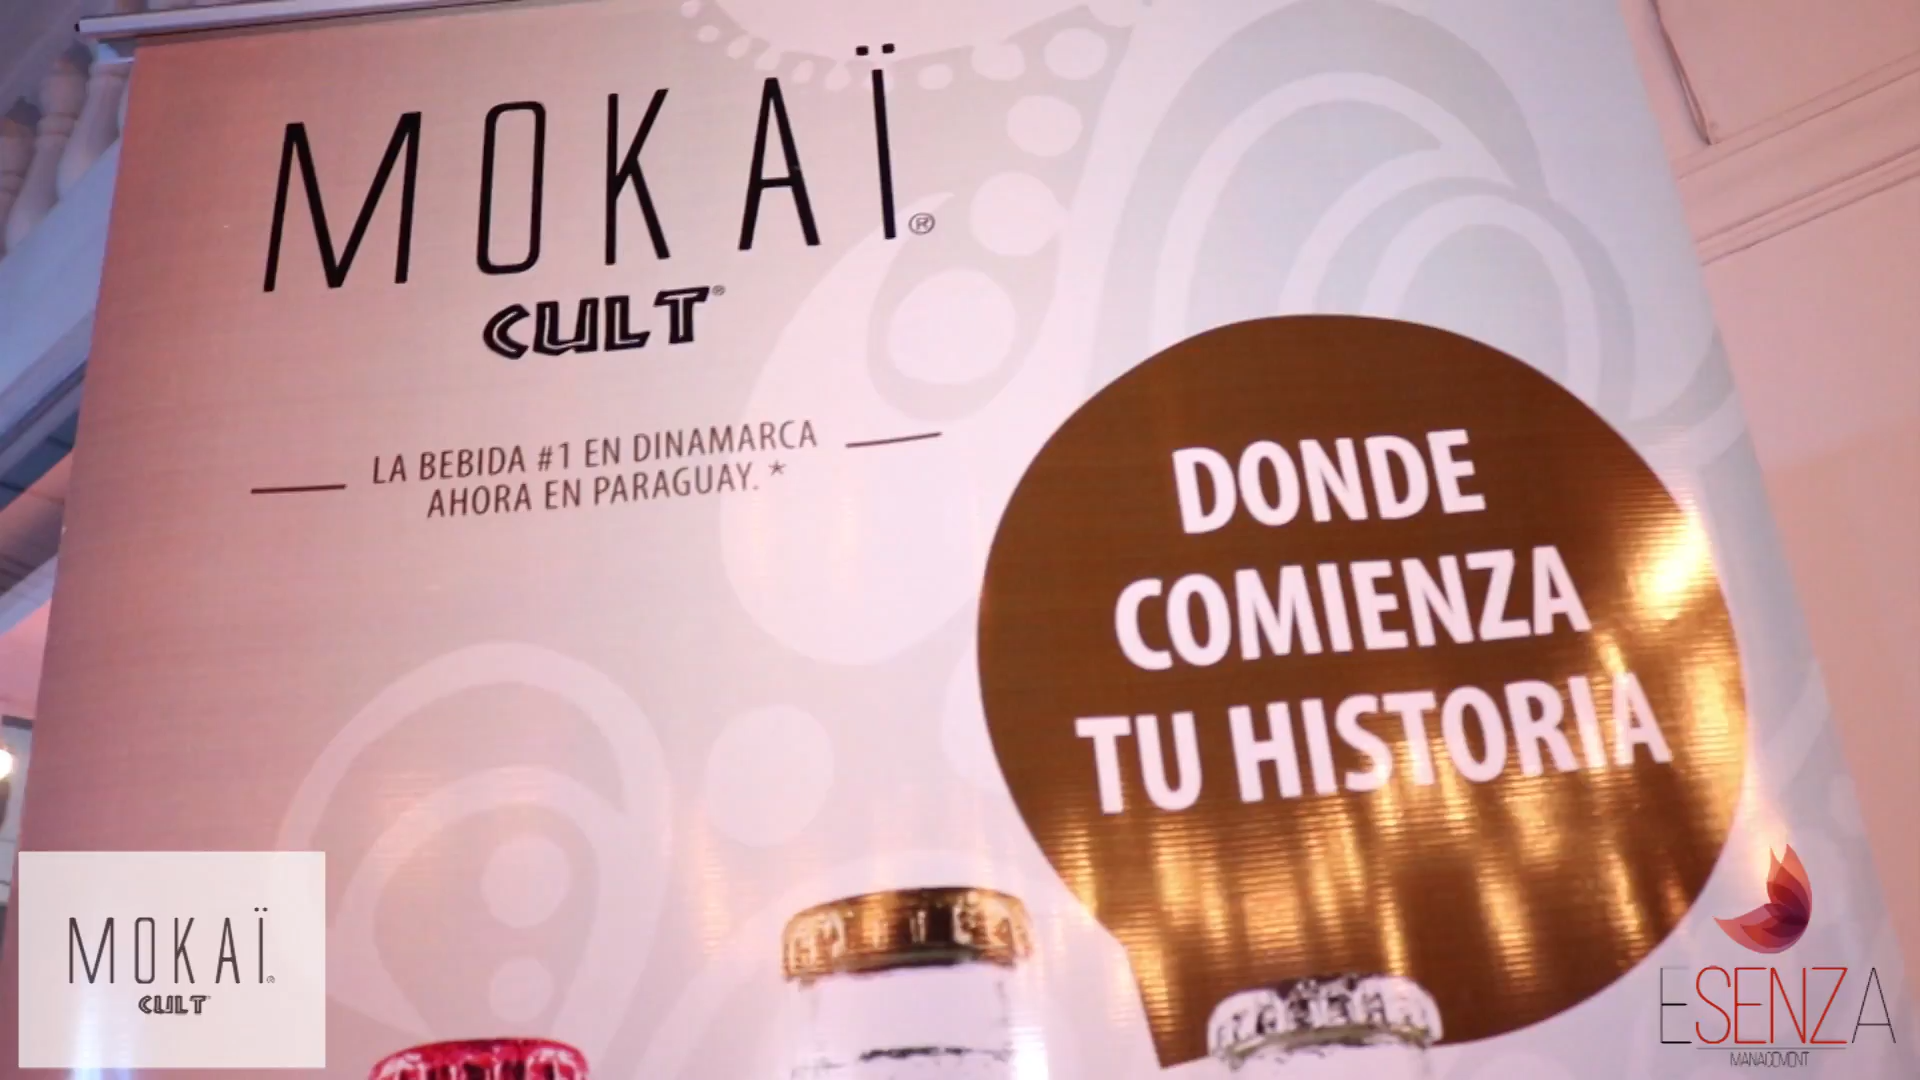 MOKAÏ®
CULT®
LA BEBIDA #1 EN DINAMARCA
AHORA EN PARAGUAY.*
DONDE
COMIENZA
TU HISTORIA
MOKAÏ®
CULT
ESENZA
MANAGEMENT